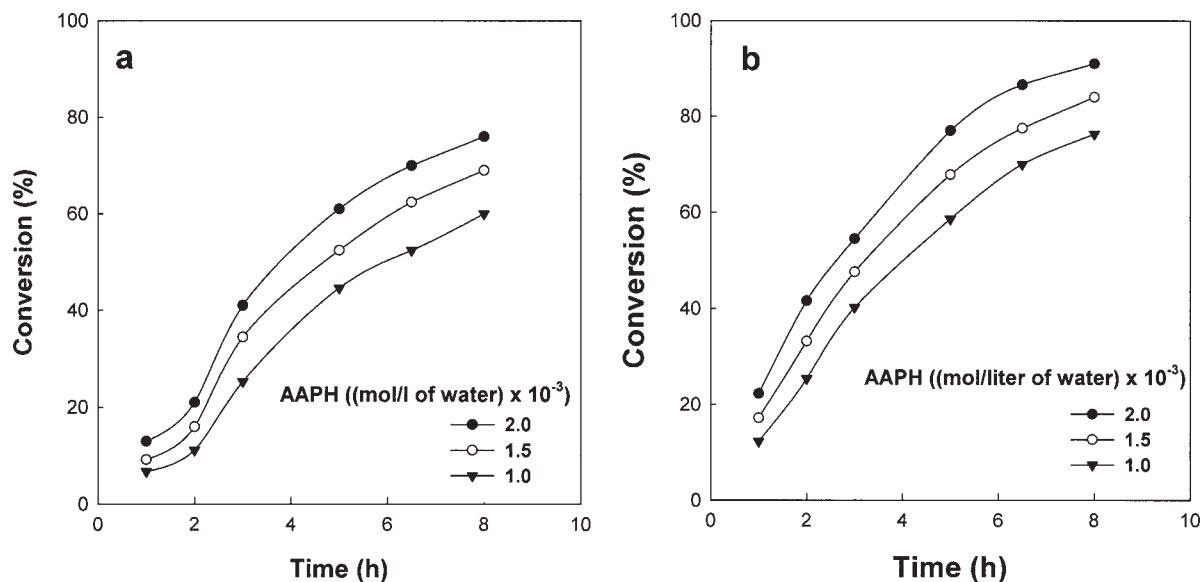 a
100
80
60
40
20
0
Conversion (%)
AAPH ((mol/l of water) x 10⁻³)
2.0
1.5
1.0
0 2 4 6 8 10
Time (h)
b
100
80
60
40
20
0
Conversion (%)
AAPH ((mol/liter of water) x 10⁻³)
2.0
1.5
1.0
0 2 4 6 8 10
Time (h)